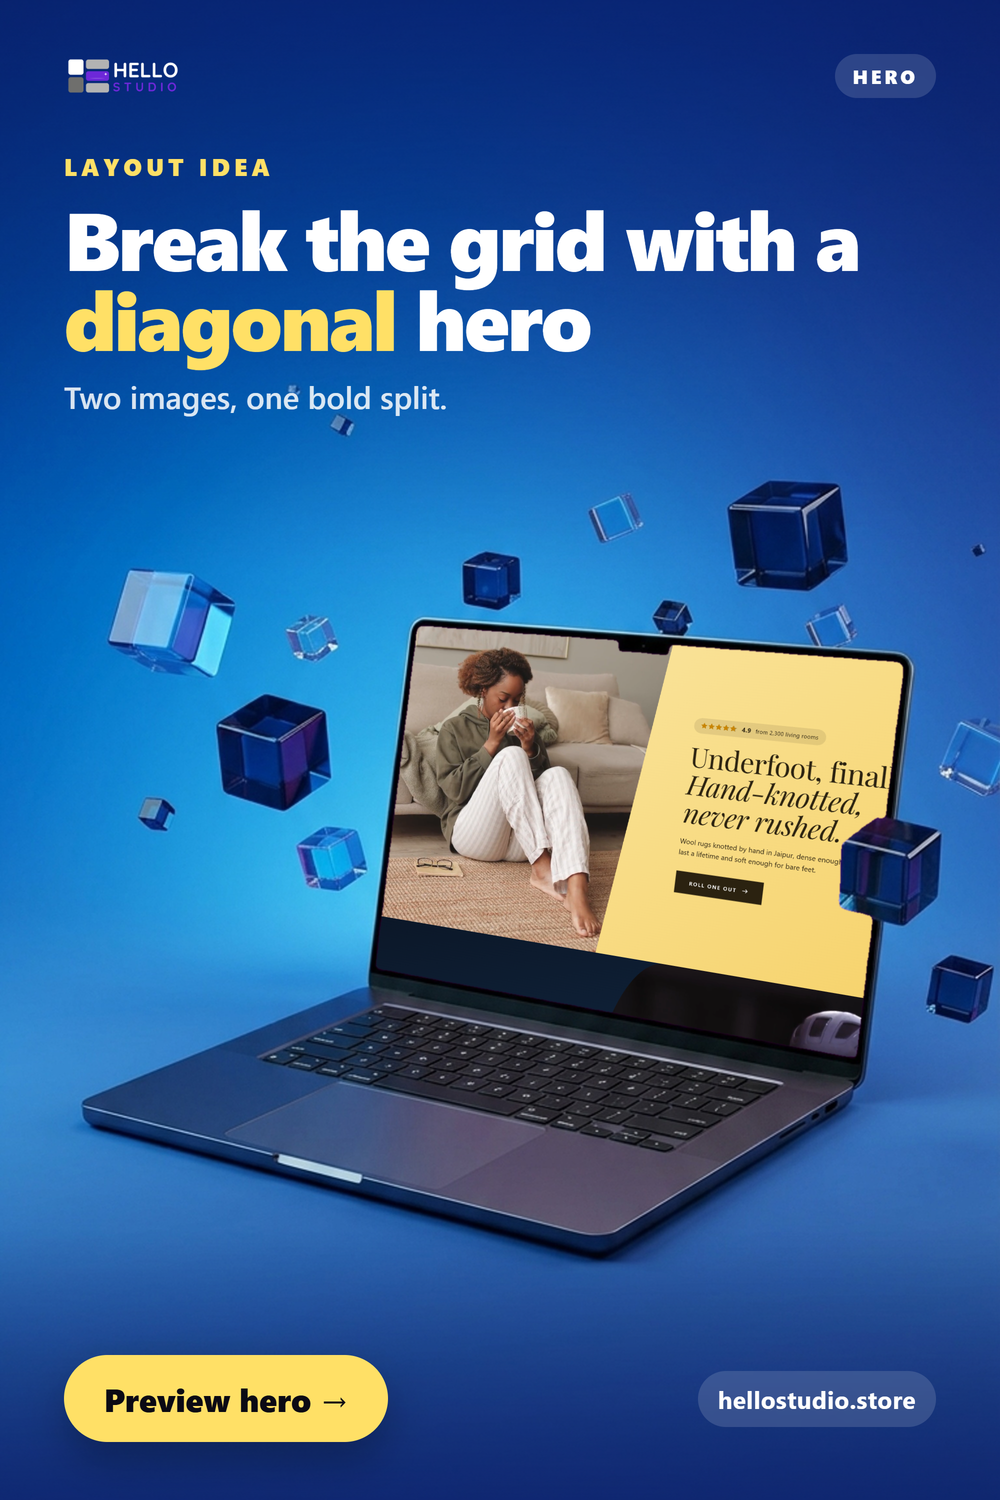 HELLO
STUDIO
HERO
LAYOUT IDEA
Break the grid with a
diagonal hero
Two images, one bold split.
★★★★★ 4.9 from 2,300 living rooms
Underfoot, final
Hand-knotted,
never rushed.
Wool rugs knotted by hand in Jaipur, dense enough
last a lifetime and soft enough for bare feet.
ROLL ONE OUT →
Preview hero →
hellostudio.store